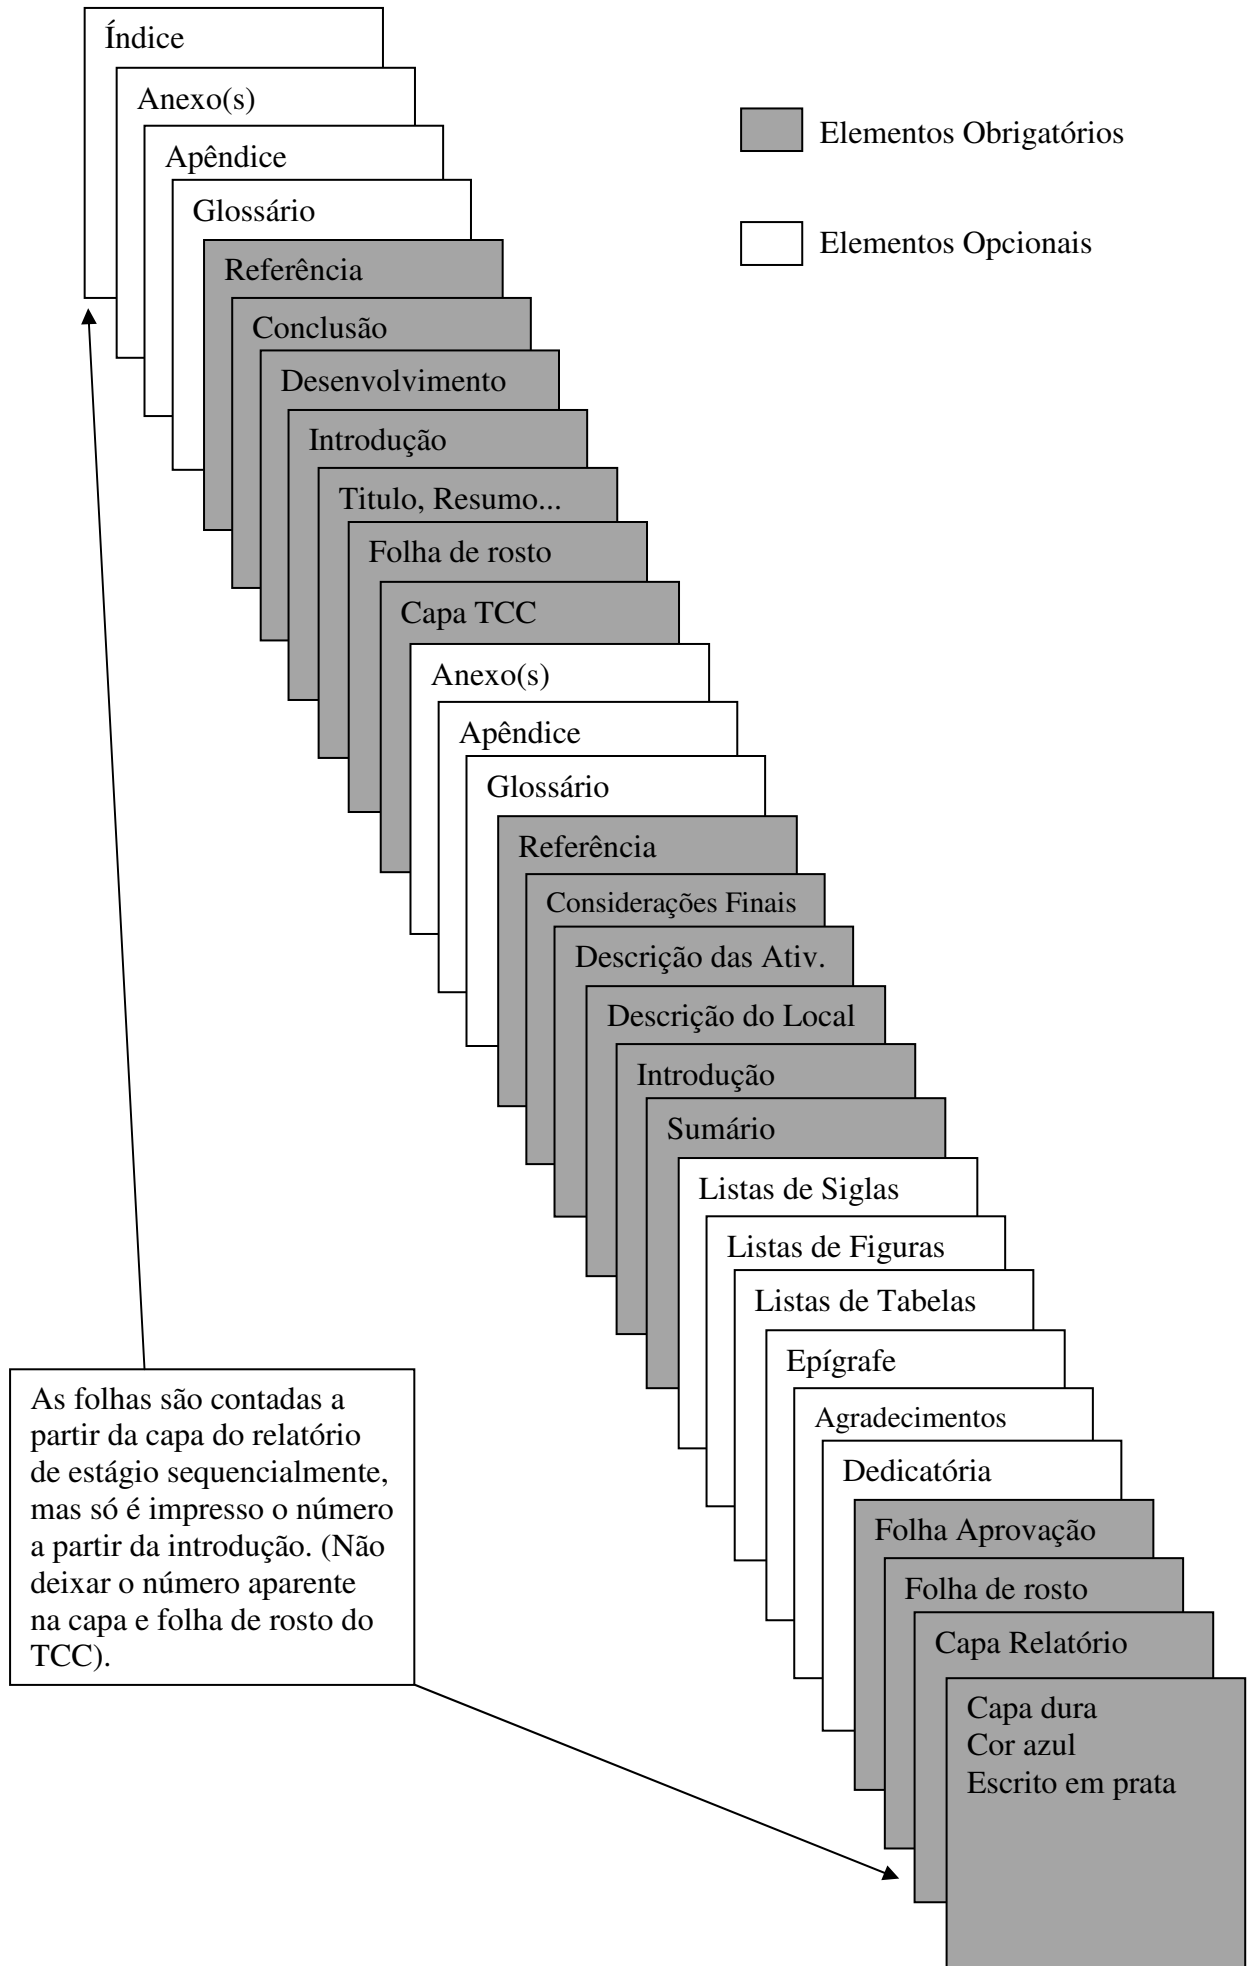 Índice
Anexo(s)
Apêndice
Glossário
Referência
Conclusão
Desenvolvimento
Introdução
Titulo, Resumo...
Folha de rosto
Capa TCC
Anexo(s)
Apêndice
Glossário
Referência
Considerações Finais
Descrição das Ativ.
Descrição do Local
Introdução
Sumário
Listas de Siglas
Listas de Figuras
Listas de Tabelas
Epígrafe
Agradecimentos
Dedicatória
Folha Aprovação
Folha de rosto
Capa Relatório
Capa dura
Cor azul
Escrito em prata
Elementos Obrigatórios
Elementos Opcionais
As folhas são contadas a
partir da capa do relatório
de estágio sequencialmente,
mas só é impresso o número
a partir da introdução. (Não
deixar o número aparente
na capa e folha de rosto do
TCC).